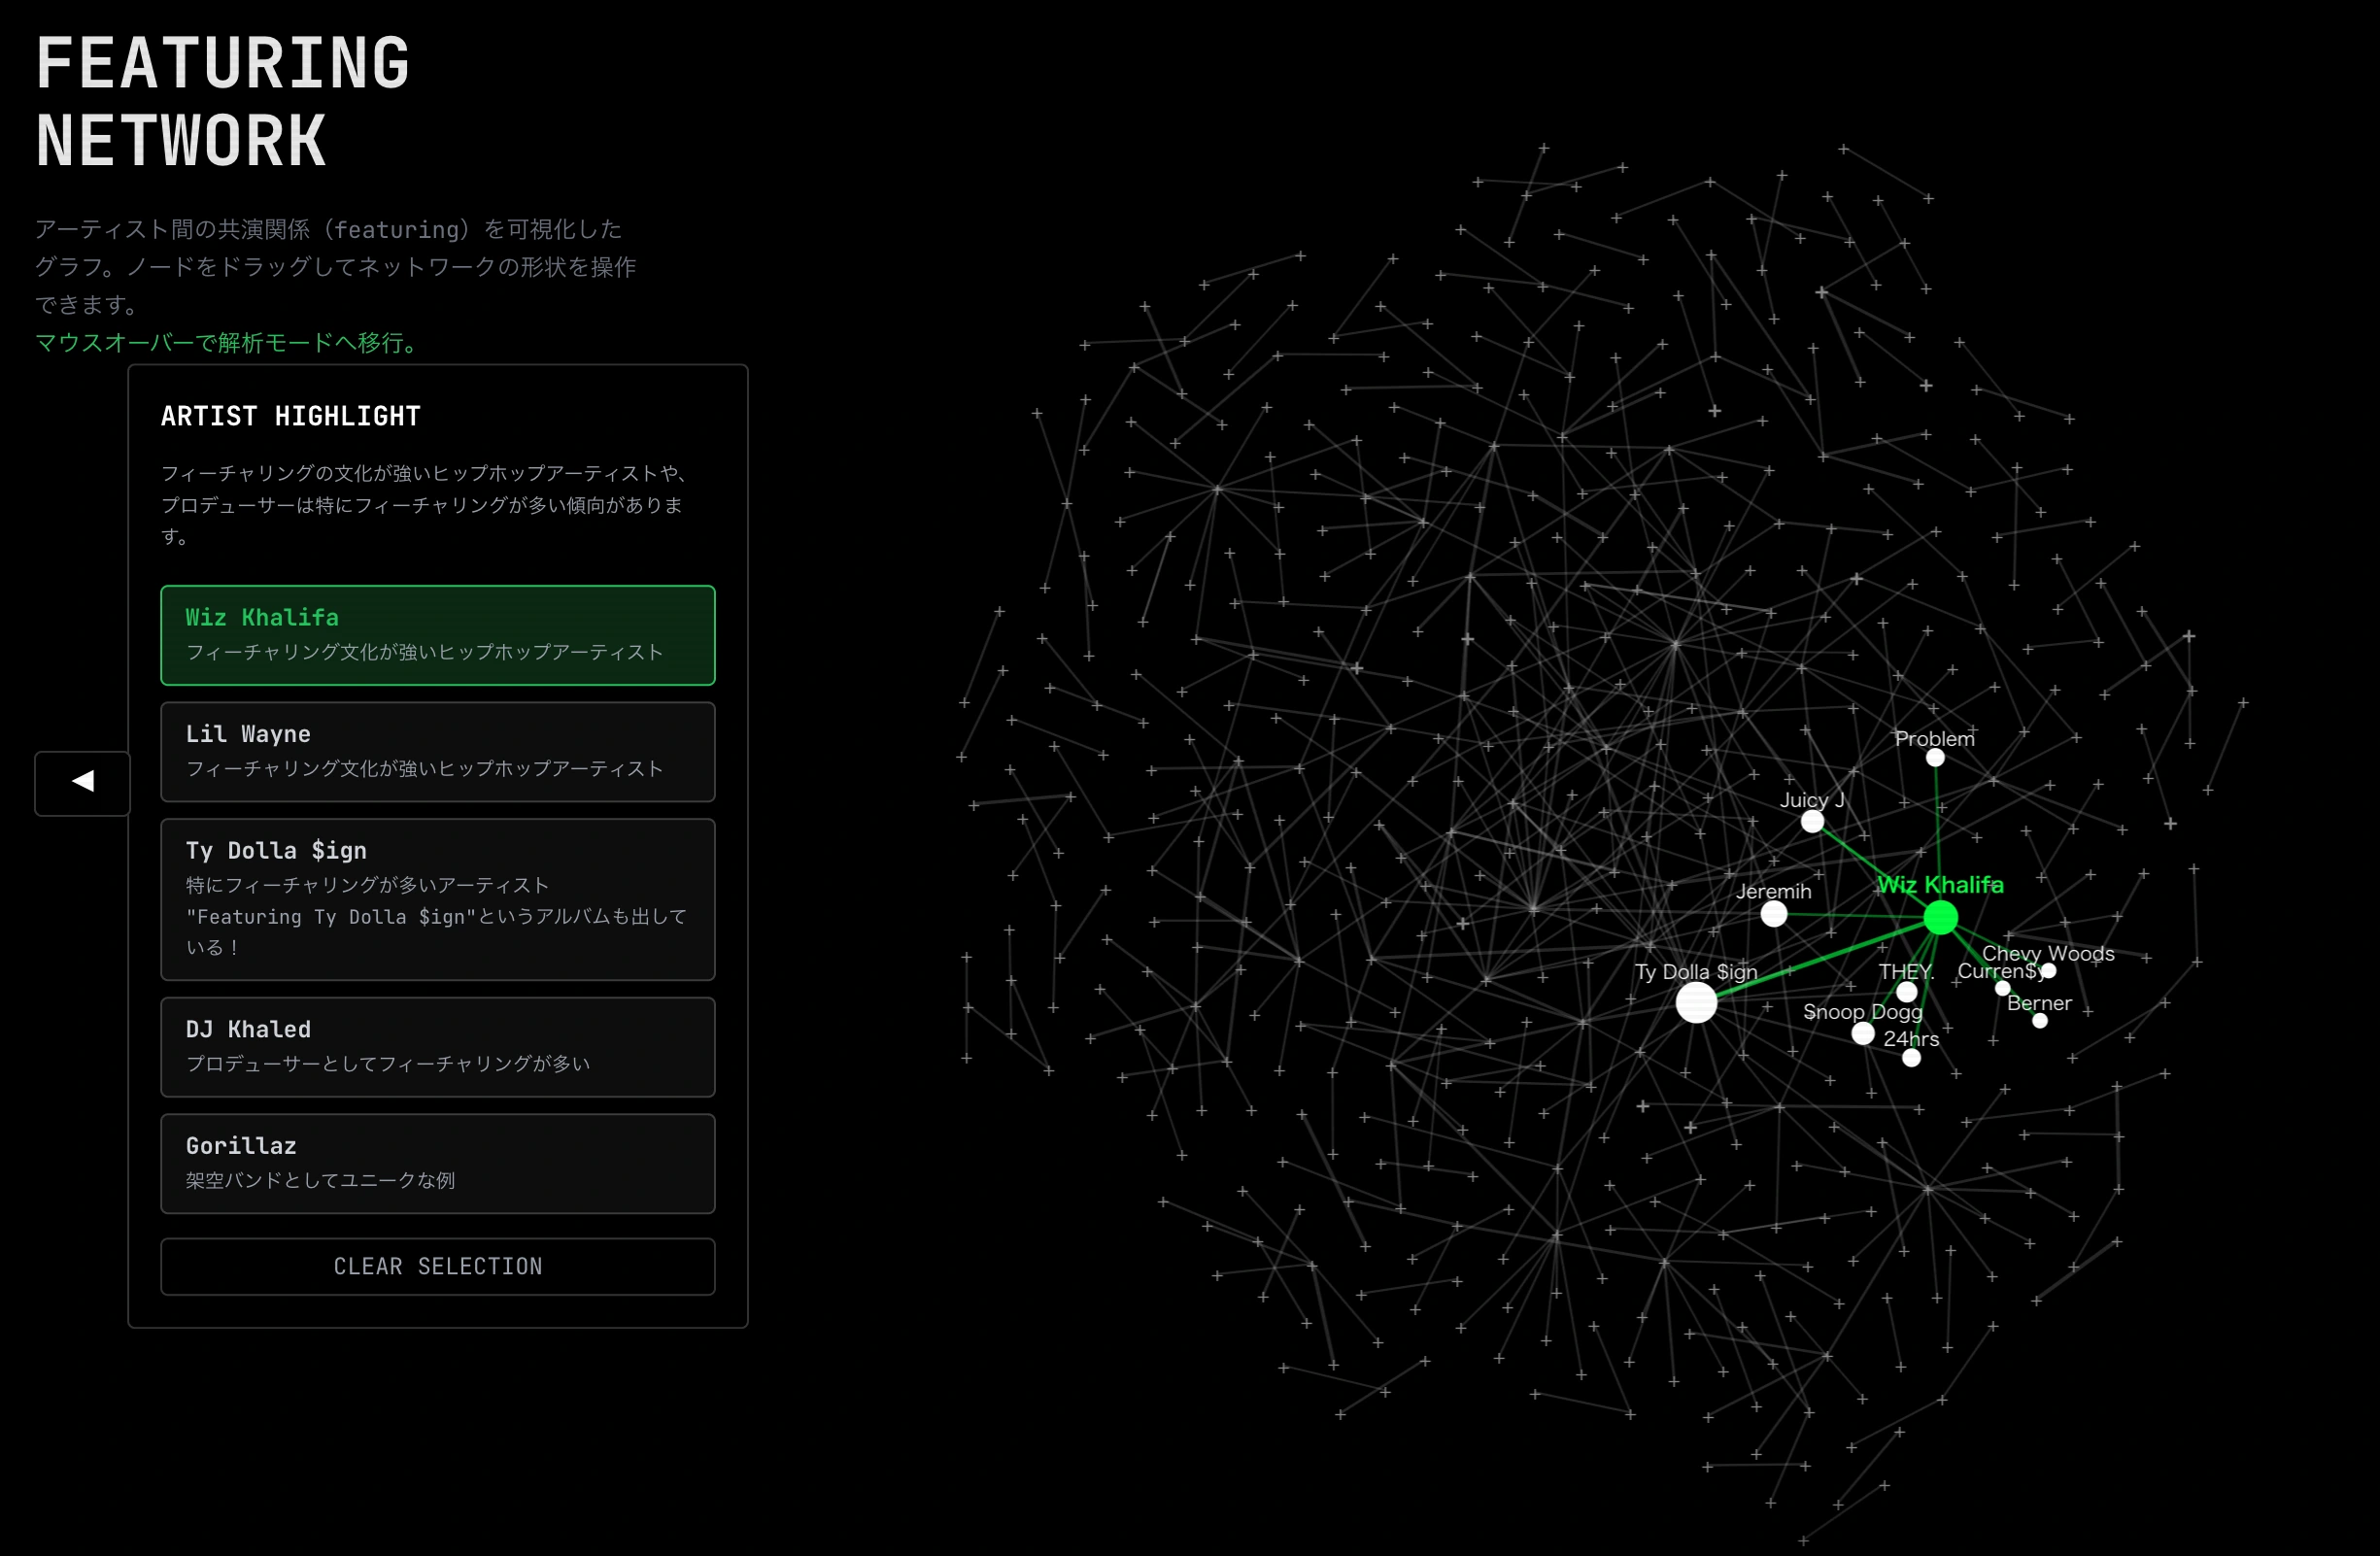 FEATURING
NETWORK
アーティスト間の共演関係（featuring）を可視化した
グラフ。ノードをドラッグしてネットワークの形状を操作
できます。
マウスオーバーで解析モードへ移行。
ARTIST HIGHLIGHT
フィーチャリングの文化が強いヒップホップアーティストや、
プロデューサーは特にフィーチャリングが多い傾向がありま
す。
Wiz Khalifa
フィーチャリング文化が強いヒップホップアーティスト
Lil Wayne
フィーチャリング文化が強いヒップホップアーティスト
Ty Dolla $ign
特にフィーチャリングが多いアーティスト
"Featuring Ty Dolla $ign"というアルバムも出して
いる！
DJ Khaled
プロデューサーとしてフィーチャリングが多い
Gorillaz
架空バンドとしてユニークな例
CLEAR SELECTION
Problem
Juicy J
Wiz Khalifa
Jeremih
Chevy Woods
Ty Dolla $ign
THEY.
Curren$y
Berner
Snoop Dogg
24hrs